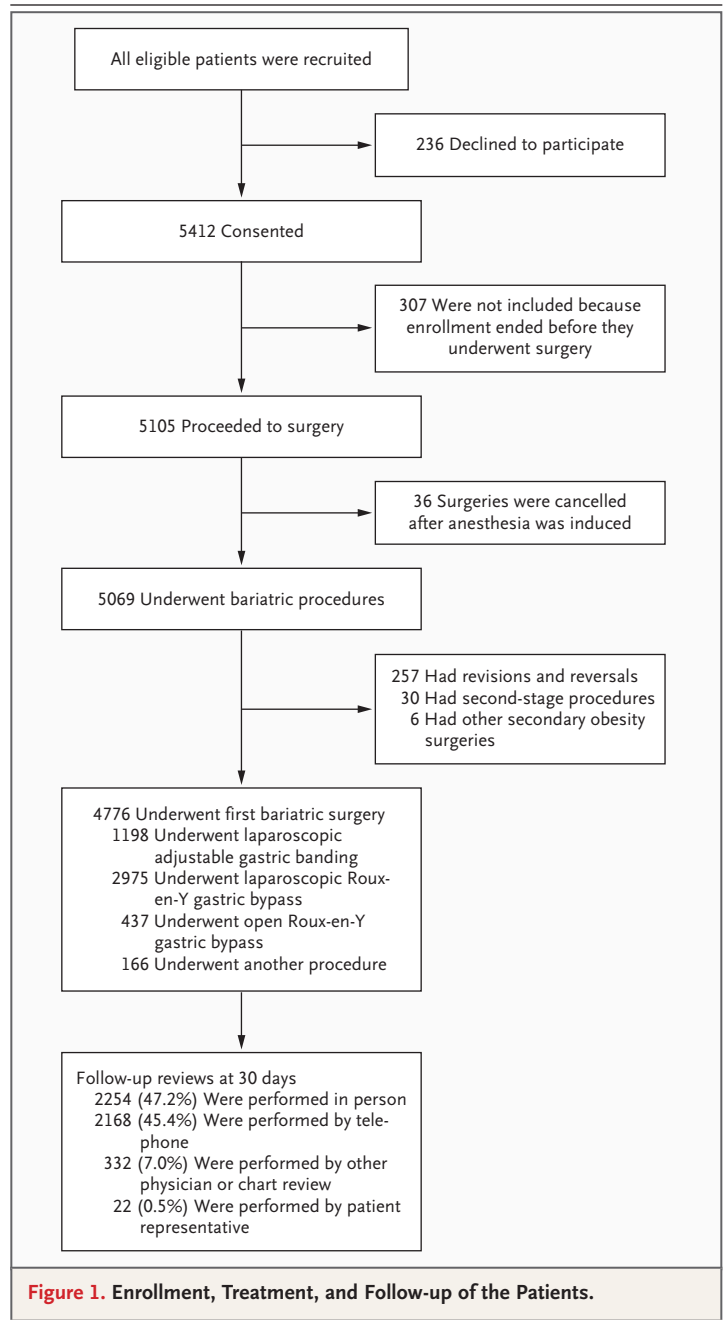 All eligible patients were recruited
236 Declined to participate
5412 Consented
307 Were not included because
enrollment ended before they
underwent surgery
5105 Proceeded to surgery
36 Surgeries were cancelled
after anesthesia was induced
5069 Underwent bariatric procedures
257 Had revisions and reversals
30 Had second-stage procedures
6 Had other secondary obesity
surgeries
4776 Underwent first bariatric surgery
1198 Underwent laparoscopic
adjustable gastric banding
2975 Underwent laparoscopic Roux-
en-Y gastric bypass
437 Underwent open Roux-en-Y
gastric bypass
166 Underwent another procedure
Follow-up reviews at 30 days
2254 (47.2%) Were performed in person
2168 (45.4%) Were performed by tele-
phone
332 (7.0%) Were performed by other
physician or chart review
22 (0.5%) Were performed by patient
representative
Figure 1. Enrollment, Treatment, and Follow-up of the Patients.